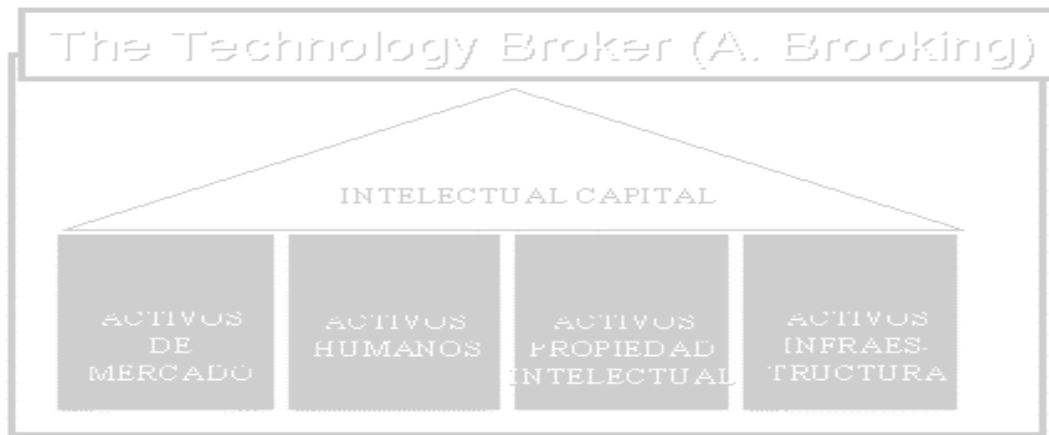 The Technology Broker (A. Brooking)
INTELECTUAL CAPITAL
ACTIVOS
DE
MERCADO
ACTIVOS
HUMANOS
ACTIVOS
PROPIEDAD
INTELECTUAL
ACTIVOS
INFRAES-
TRUCTURA